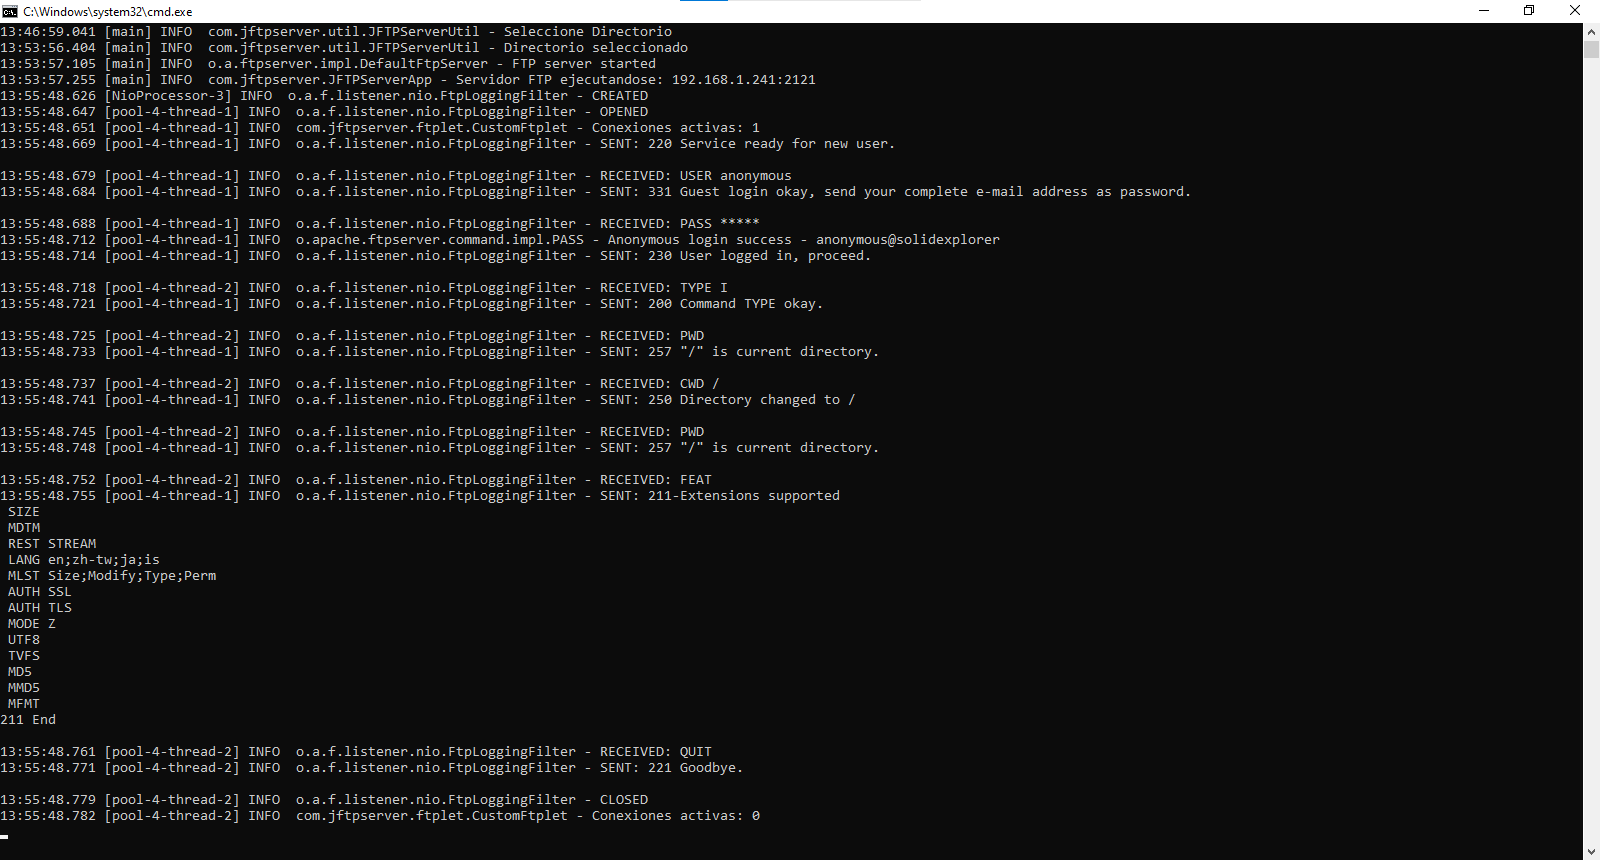 C:\Windows\system32\cmd.exe
13:46:59.041 [main] INFO  com.jftpserver.util.JFTPServerUtil - Seleccione Directorio
13:53:56.404 [main] INFO  com.jftpserver.util.JFTPServerUtil - Directorio seleccionado
13:53:57.105 [main] INFO  o.a.ftpserver.impl.DefaultFtpServer - FTP server started
13:53:57.255 [main] INFO  com.jftpserver.JFTPServerApp - Servidor FTP ejecutandose: 192.168.1.241:2121
13:55:48.626 [NioProcessor-3] INFO  o.a.f.listener.nio.FtpLoggingFilter - CREATED
13:55:48.647 [pool-4-thread-1] INFO  o.a.f.listener.nio.FtpLoggingFilter - OPENED
13:55:48.651 [pool-4-thread-1] INFO  com.jftpserver.ftplet.CustomFtplet - Conexiones activas: 1
13:55:48.669 [pool-4-thread-1] INFO  o.a.f.listener.nio.FtpLoggingFilter - SENT: 220 Service ready for new user.
13:55:48.679 [pool-4-thread-1] INFO  o.a.f.listener.nio.FtpLoggingFilter - RECEIVED: USER anonymous
13:55:48.684 [pool-4-thread-1] INFO  o.a.f.listener.nio.FtpLoggingFilter - SENT: 331 Guest login okay, send your complete e-mail address as password.
13:55:48.688 [pool-4-thread-1] INFO  o.a.f.listener.nio.FtpLoggingFilter - RECEIVED: PASS *****
13:55:48.712 [pool-4-thread-1] INFO  o.apache.ftpserver.command.impl.PASS - Anonymous login success - anonymous@solidexplorer
13:55:48.714 [pool-4-thread-1] INFO  o.a.f.listener.nio.FtpLoggingFilter - SENT: 230 User logged in, proceed.
13:55:48.718 [pool-4-thread-2] INFO  o.a.f.listener.nio.FtpLoggingFilter - RECEIVED: TYPE I
13:55:48.721 [pool-4-thread-1] INFO  o.a.f.listener.nio.FtpLoggingFilter - SENT: 200 Command TYPE okay.
13:55:48.725 [pool-4-thread-2] INFO  o.a.f.listener.nio.FtpLoggingFilter - RECEIVED: PWD
13:55:48.733 [pool-4-thread-1] INFO  o.a.f.listener.nio.FtpLoggingFilter - SENT: 257 "/" is current directory.
13:55:48.737 [pool-4-thread-2] INFO  o.a.f.listener.nio.FtpLoggingFilter - RECEIVED: CWD /
13:55:48.741 [pool-4-thread-1] INFO  o.a.f.listener.nio.FtpLoggingFilter - SENT: 250 Directory changed to /
13:55:48.745 [pool-4-thread-2] INFO  o.a.f.listener.nio.FtpLoggingFilter - RECEIVED: PWD
13:55:48.748 [pool-4-thread-1] INFO  o.a.f.listener.nio.FtpLoggingFilter - SENT: 257 "/" is current directory.
13:55:48.752 [pool-4-thread-2] INFO  o.a.f.listener.nio.FtpLoggingFilter - RECEIVED: FEAT
13:55:48.755 [pool-4-thread-1] INFO  o.a.f.listener.nio.FtpLoggingFilter - SENT: 211-Extensions supported
 SIZE
 MDTM
 REST STREAM
 LANG en;zh-tw;ja;is
 MLST Size;Modify;Type;Perm
 AUTH SSL
 AUTH TLS
 MODE Z
 UTF8
 TVFS
 MD5
 MMD5
 MFMT
211 End
13:55:48.761 [pool-4-thread-2] INFO  o.a.f.listener.nio.FtpLoggingFilter - RECEIVED: QUIT
13:55:48.771 [pool-4-thread-2] INFO  o.a.f.listener.nio.FtpLoggingFilter - SENT: 221 Goodbye.
13:55:48.779 [pool-4-thread-2] INFO  o.a.f.listener.nio.FtpLoggingFilter - CLOSED
13:55:48.782 [pool-4-thread-2] INFO  com.jftpserver.ftplet.CustomFtplet - Conexiones activas: 0